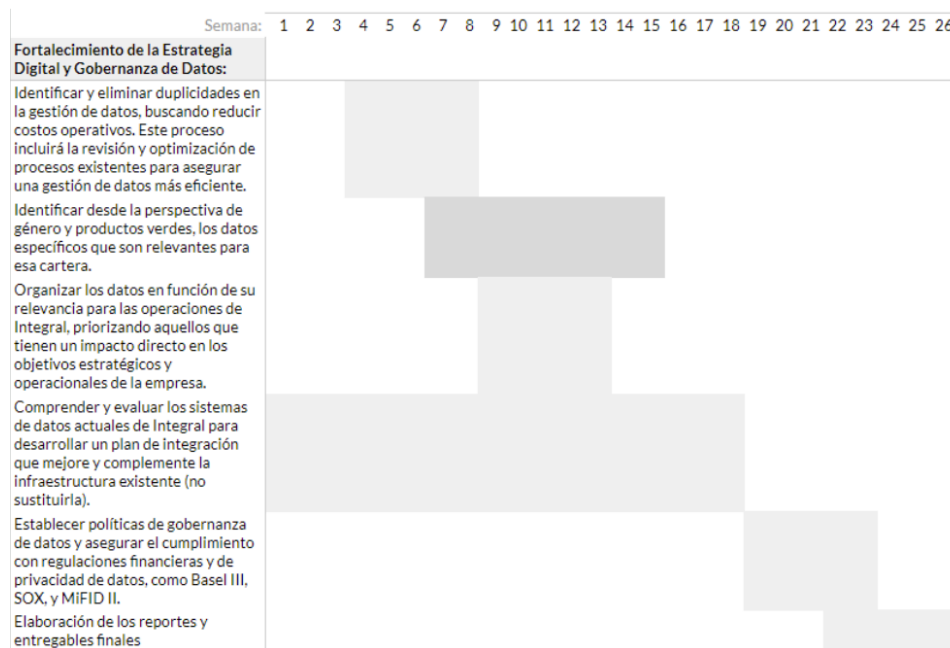 Semana: 1 2 3 4 5 6 7 8 9 10 11 12 13 14 15 16 17 18 19 20 21 22 23 24 25 26
Fortalecimiento de la Estrategia
Digital y Gobernanza de Datos:
Identificar y eliminar duplicidades en
la gestión de datos, buscando reducir
costos operativos. Este proceso
incluirá la revisión y optimización de
procesos existentes para asegurar
una gestión de datos más eficiente.
Identificar desde la perspectiva de
género y productos verdes, los datos
específicos que son relevantes para
esa cartera.
Organizar los datos en función de su
relevancia para las operaciones de
Integral, priorizando aquellos que
tienen un impacto directo en los
objetivos estratégicos y
operacionales de la empresa.
Comprender y evaluar los sistemas
de datos actuales de Integral para
desarrollar un plan de integración
que mejore y complemente la
infraestructura existente (no
sustituirla).
Establecer políticas de gobernanza
de datos y asegurar el cumplimiento
con regulaciones financieras y de
privacidad de datos, como Basel III,
SOX, y MiFID II.
Elaboración de los reportes y
entregables finales